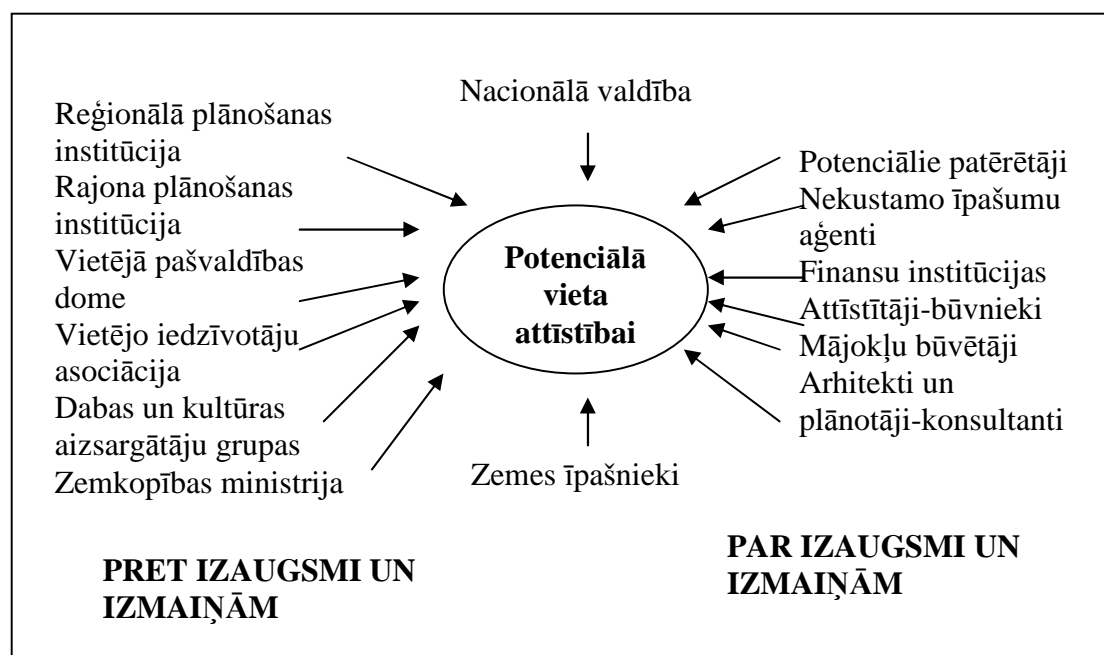 Nacionālā valdība
Reģionālā plānošanas
institūcija
Rajona plānošanas
institūcija
Vietējā pašvaldības
dome
Vietējo iedzīvotāju
asociācija
Dabas un kultūras
aizsargātāju grupas
Zemkopības ministrija
Potenciālā
vieta
attīstībai
Potenciālie patērētāji
Nekustamo īpašumu
aģenti
Finansu institūcijas
Attīstītāji-būvnieki
Mājokļu būvētāji
Arhitekti un
plānotāji-konsultanti
Zemes īpašnieki
PRET IZAUGSMI UN
IZMAIŅĀM
PAR IZAUGSMI UN
IZMAIŅĀM